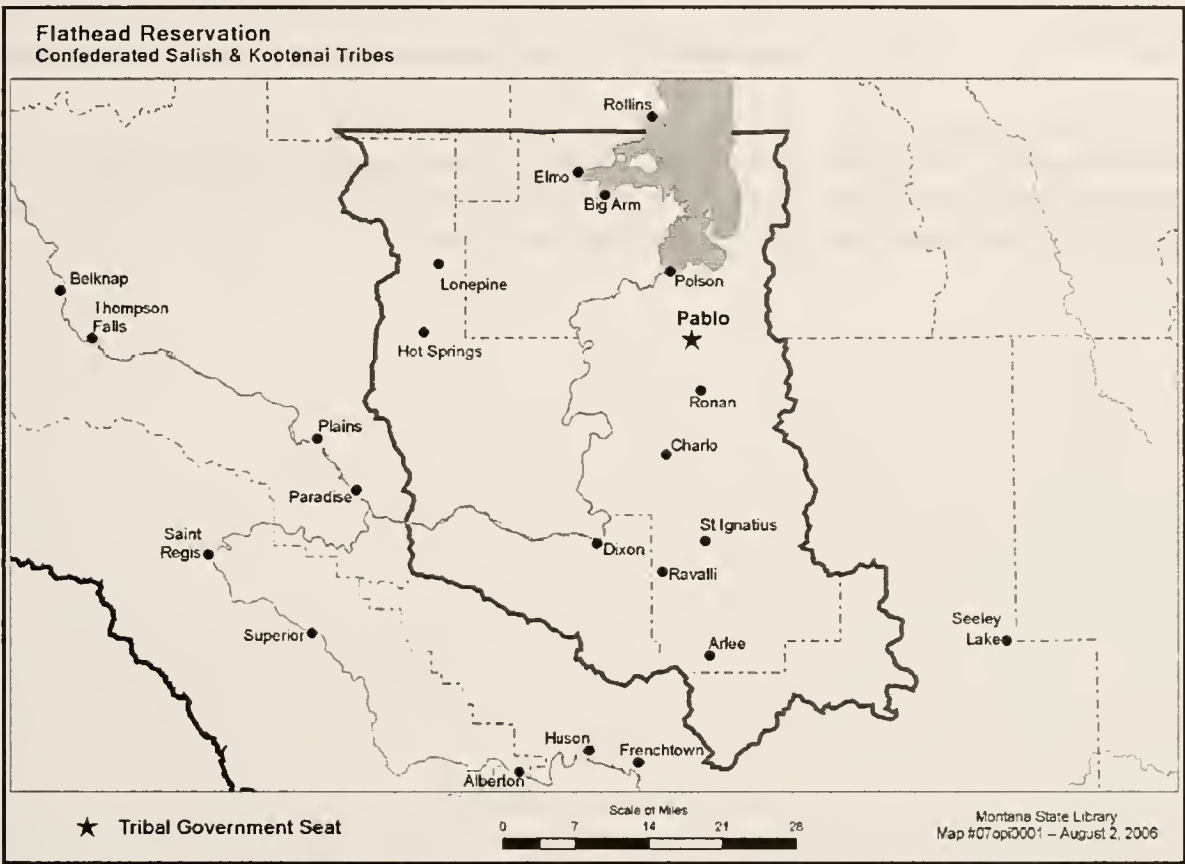 Flathead Reservation
Confederated Salish & Kootenai Tribes
Rollins
Elmo
Big Arm
Belknap
Thompson
Falls
Lonepine
Polson
Pablo
Hot Springs
Ronan
Plains
Charlo
Paradise
Saint
Regis
St Ignatius
Dixon
Ravalli
Superior
Arlee
Seeley
Lake
Huson
Frenchtown
Alberton
Tribal Government Seat
Scale of Miles
0 7 14 21 28
Montana State Library
Map #07opi0001 – August 2, 2006